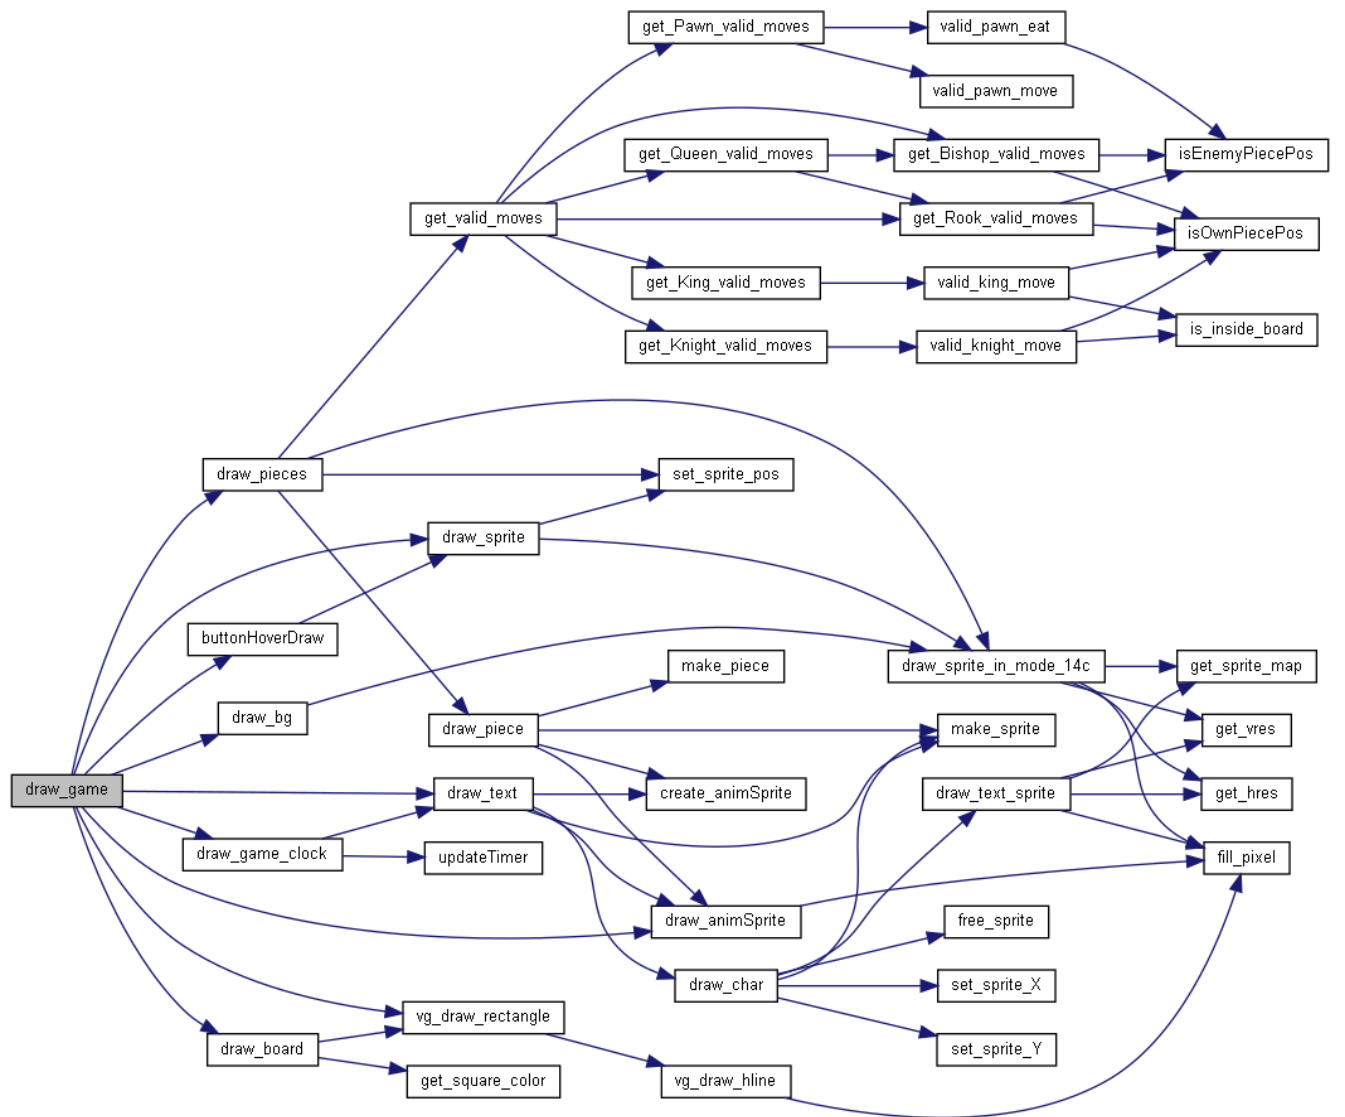 get_Pawn_valid_moves
valid_pawn_eat
valid_pawn_move
get_Queen_valid_moves
get_Bishop_valid_moves
isEnemyPiecePos
get_valid_moves
get_Rook_valid_moves
isOwnPiecePos
get_King_valid_moves
valid_king_move
is_inside_board
get_Knight_valid_moves
valid_knight_move
draw_pieces
set_sprite_pos
draw_sprite
buttonHoverDraw
make_piece
draw_sprite_in_mode_14c
get_sprite_map
draw_bg
draw_piece
make_sprite
get_vres
draw_game
draw_text
create_animSprite
draw_text_sprite
get_hres
draw_game_clock
updateTimer
fill_pixel
draw_animSprite
free_sprite
draw_char
set_sprite_X
vg_draw_rectangle
draw_board
set_sprite_Y
get_square_color
vg_draw_hline